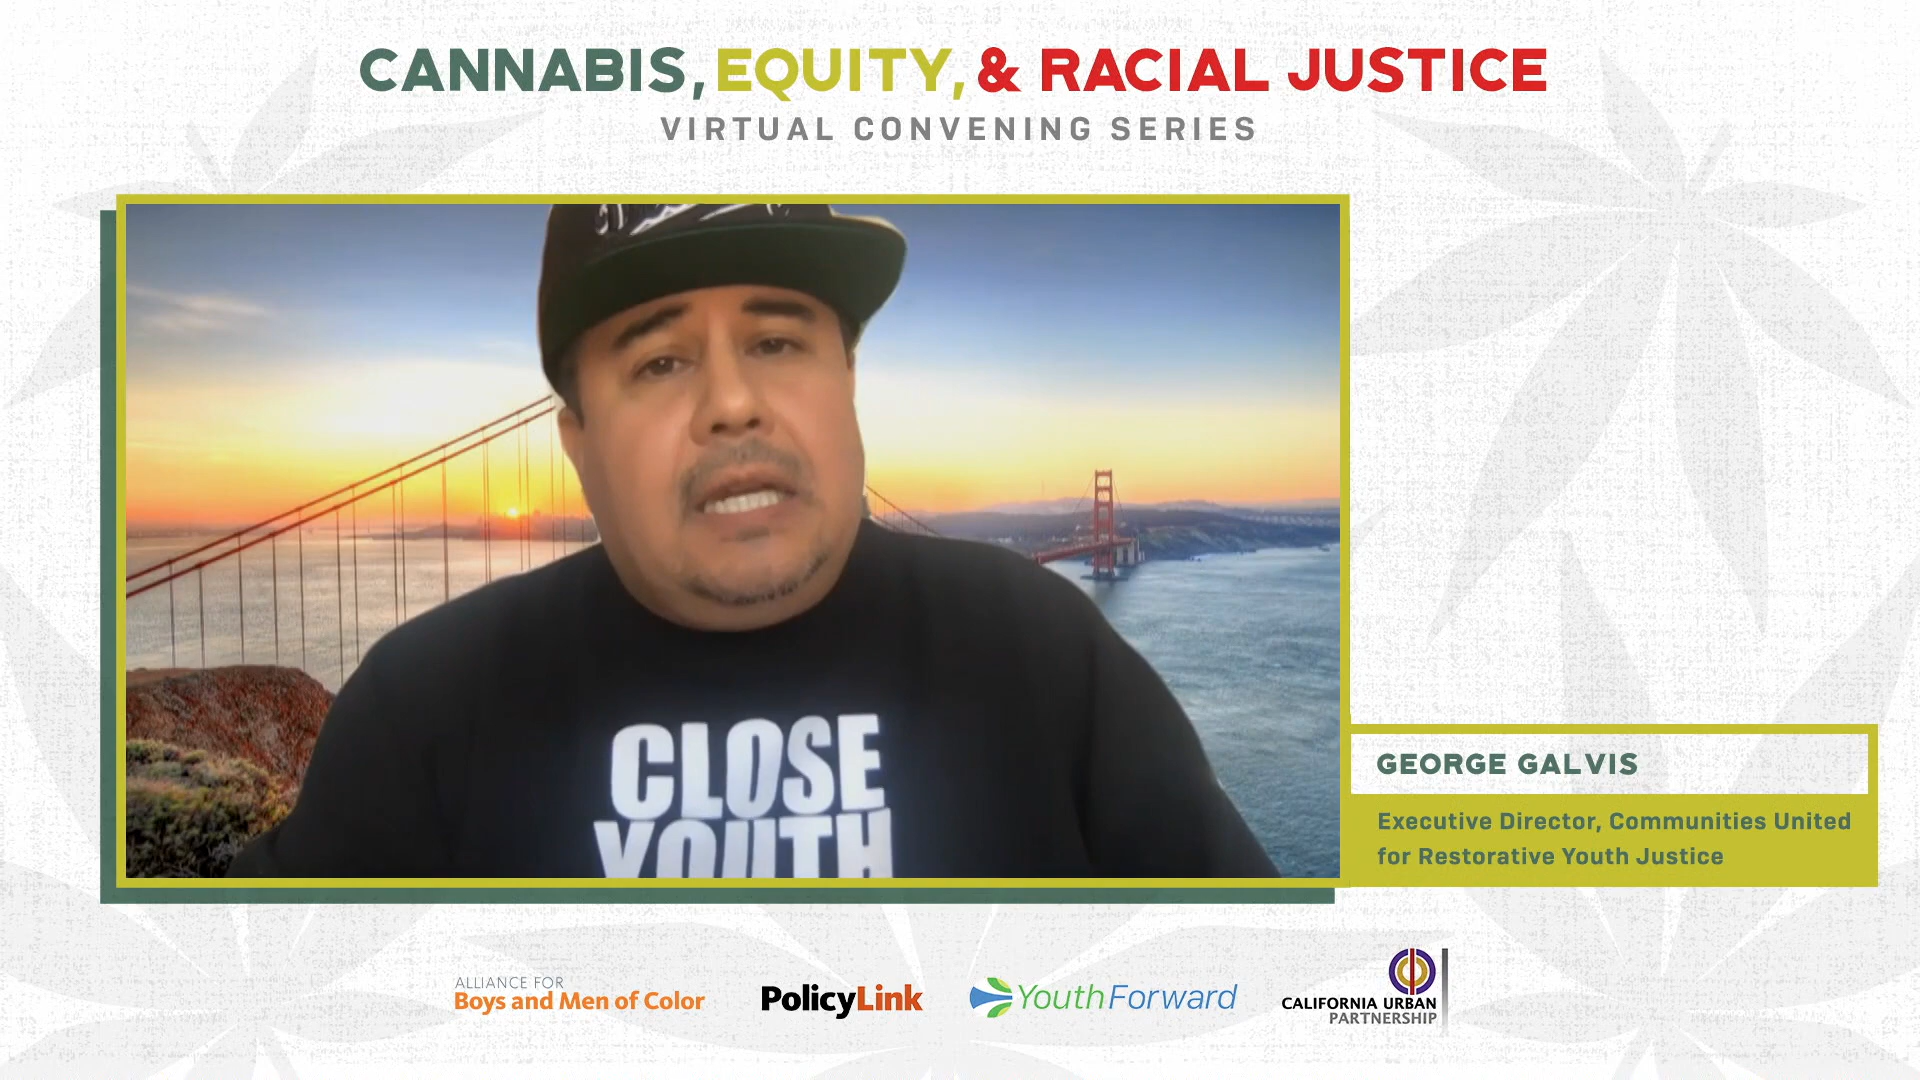 CANNABIS, EQUITY, & RACIAL JUSTICE
VIRTUAL CONVENING SERIES
CLOSE
YOUTH
GEORGE GALVIS
Executive Director, Communities United
for Restorative Youth Justice
ALLIANCE FOR
Boys and Men of Color
PolicyLink
YouthForward
CALIFORNIA URBAN
PARTNERSHIP